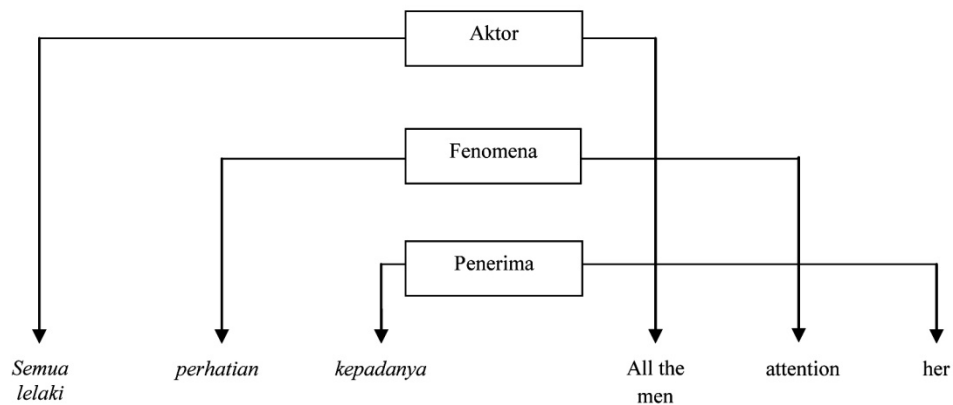 Aktor
Fenomena
Penerima
Semua
lelaki
perhatian
kepadanya
All the
men
attention
her